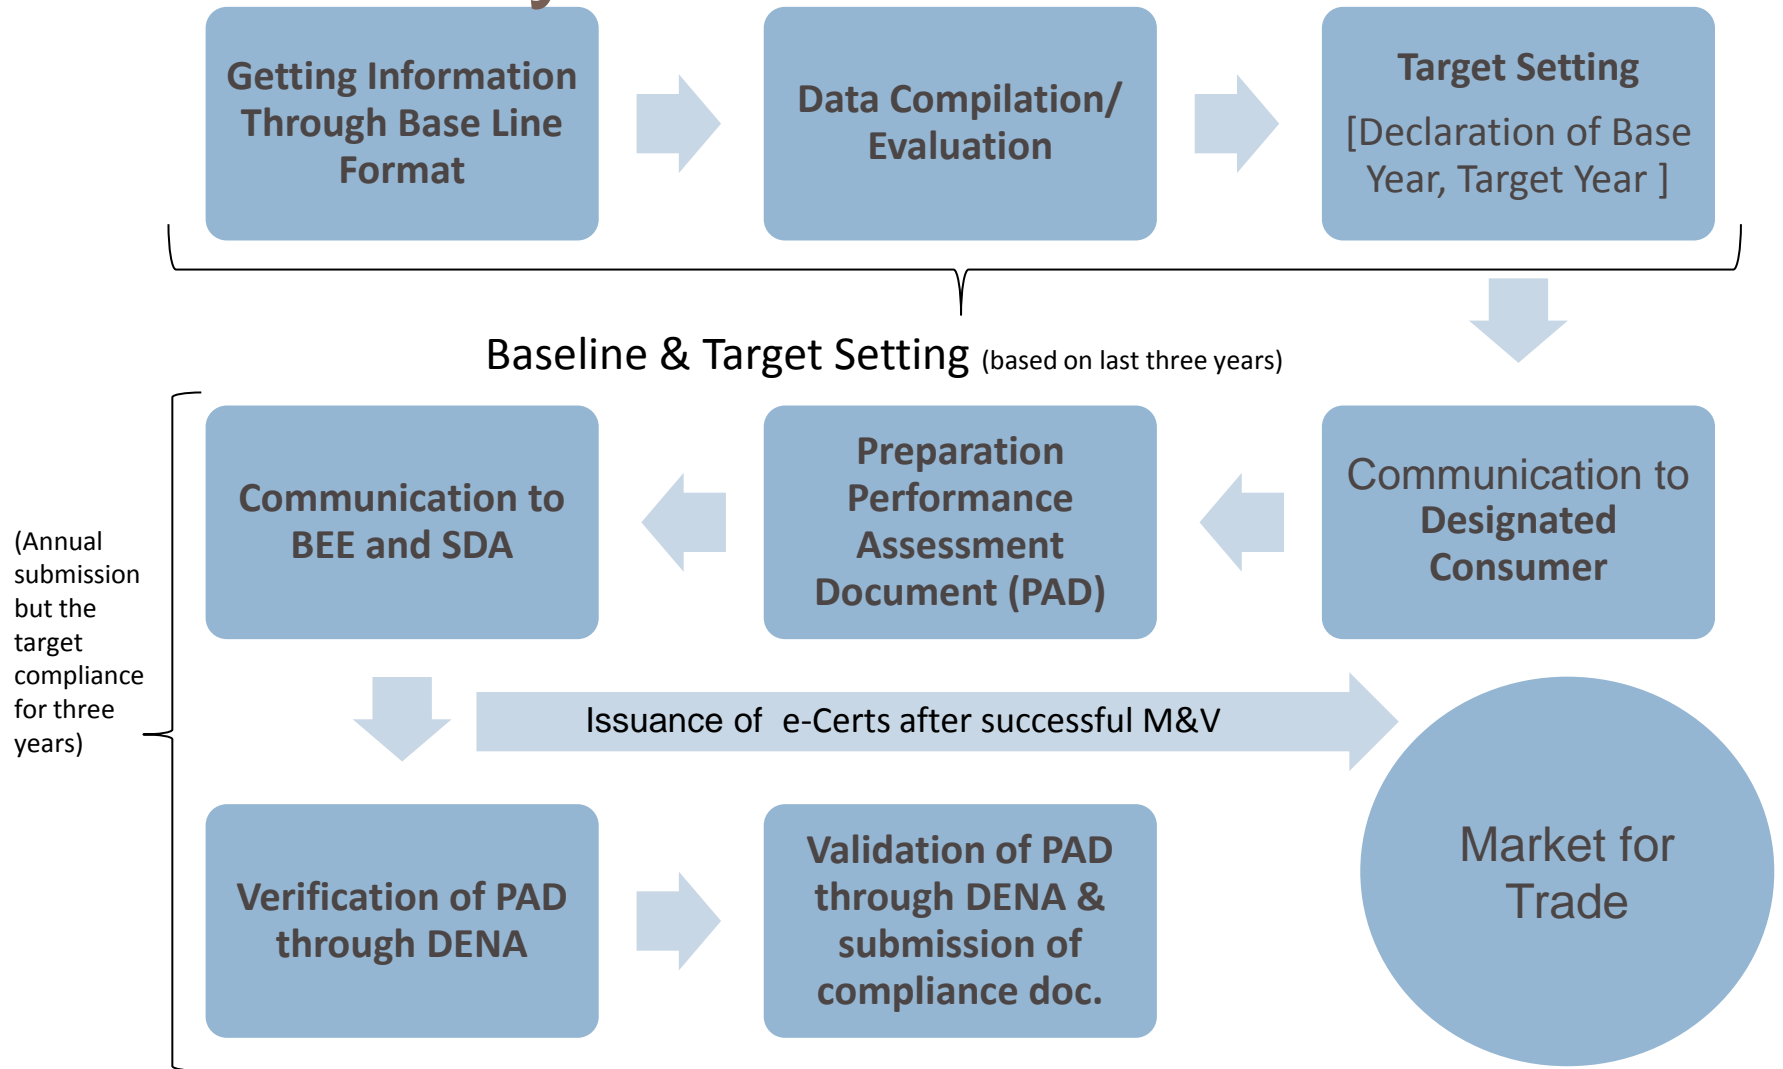 Getting Information
Through Base Line
Format
Data Compilation/
Evaluation
Target Setting
[Declaration of Base
Year, Target Year ]
Baseline & Target Setting (based on last three years)
Communication to
Designated
Consumer
Preparation
Performance
Assessment
Document (PAD)
Communication to
BEE and SDA
(Annual
submission
but the
target
compliance
for three
years)
Issuance of  e-Certs after successful M&V
Verification of PAD
through DENA
Validation of PAD
through DENA &
submission of
compliance doc.
Market for
Trade